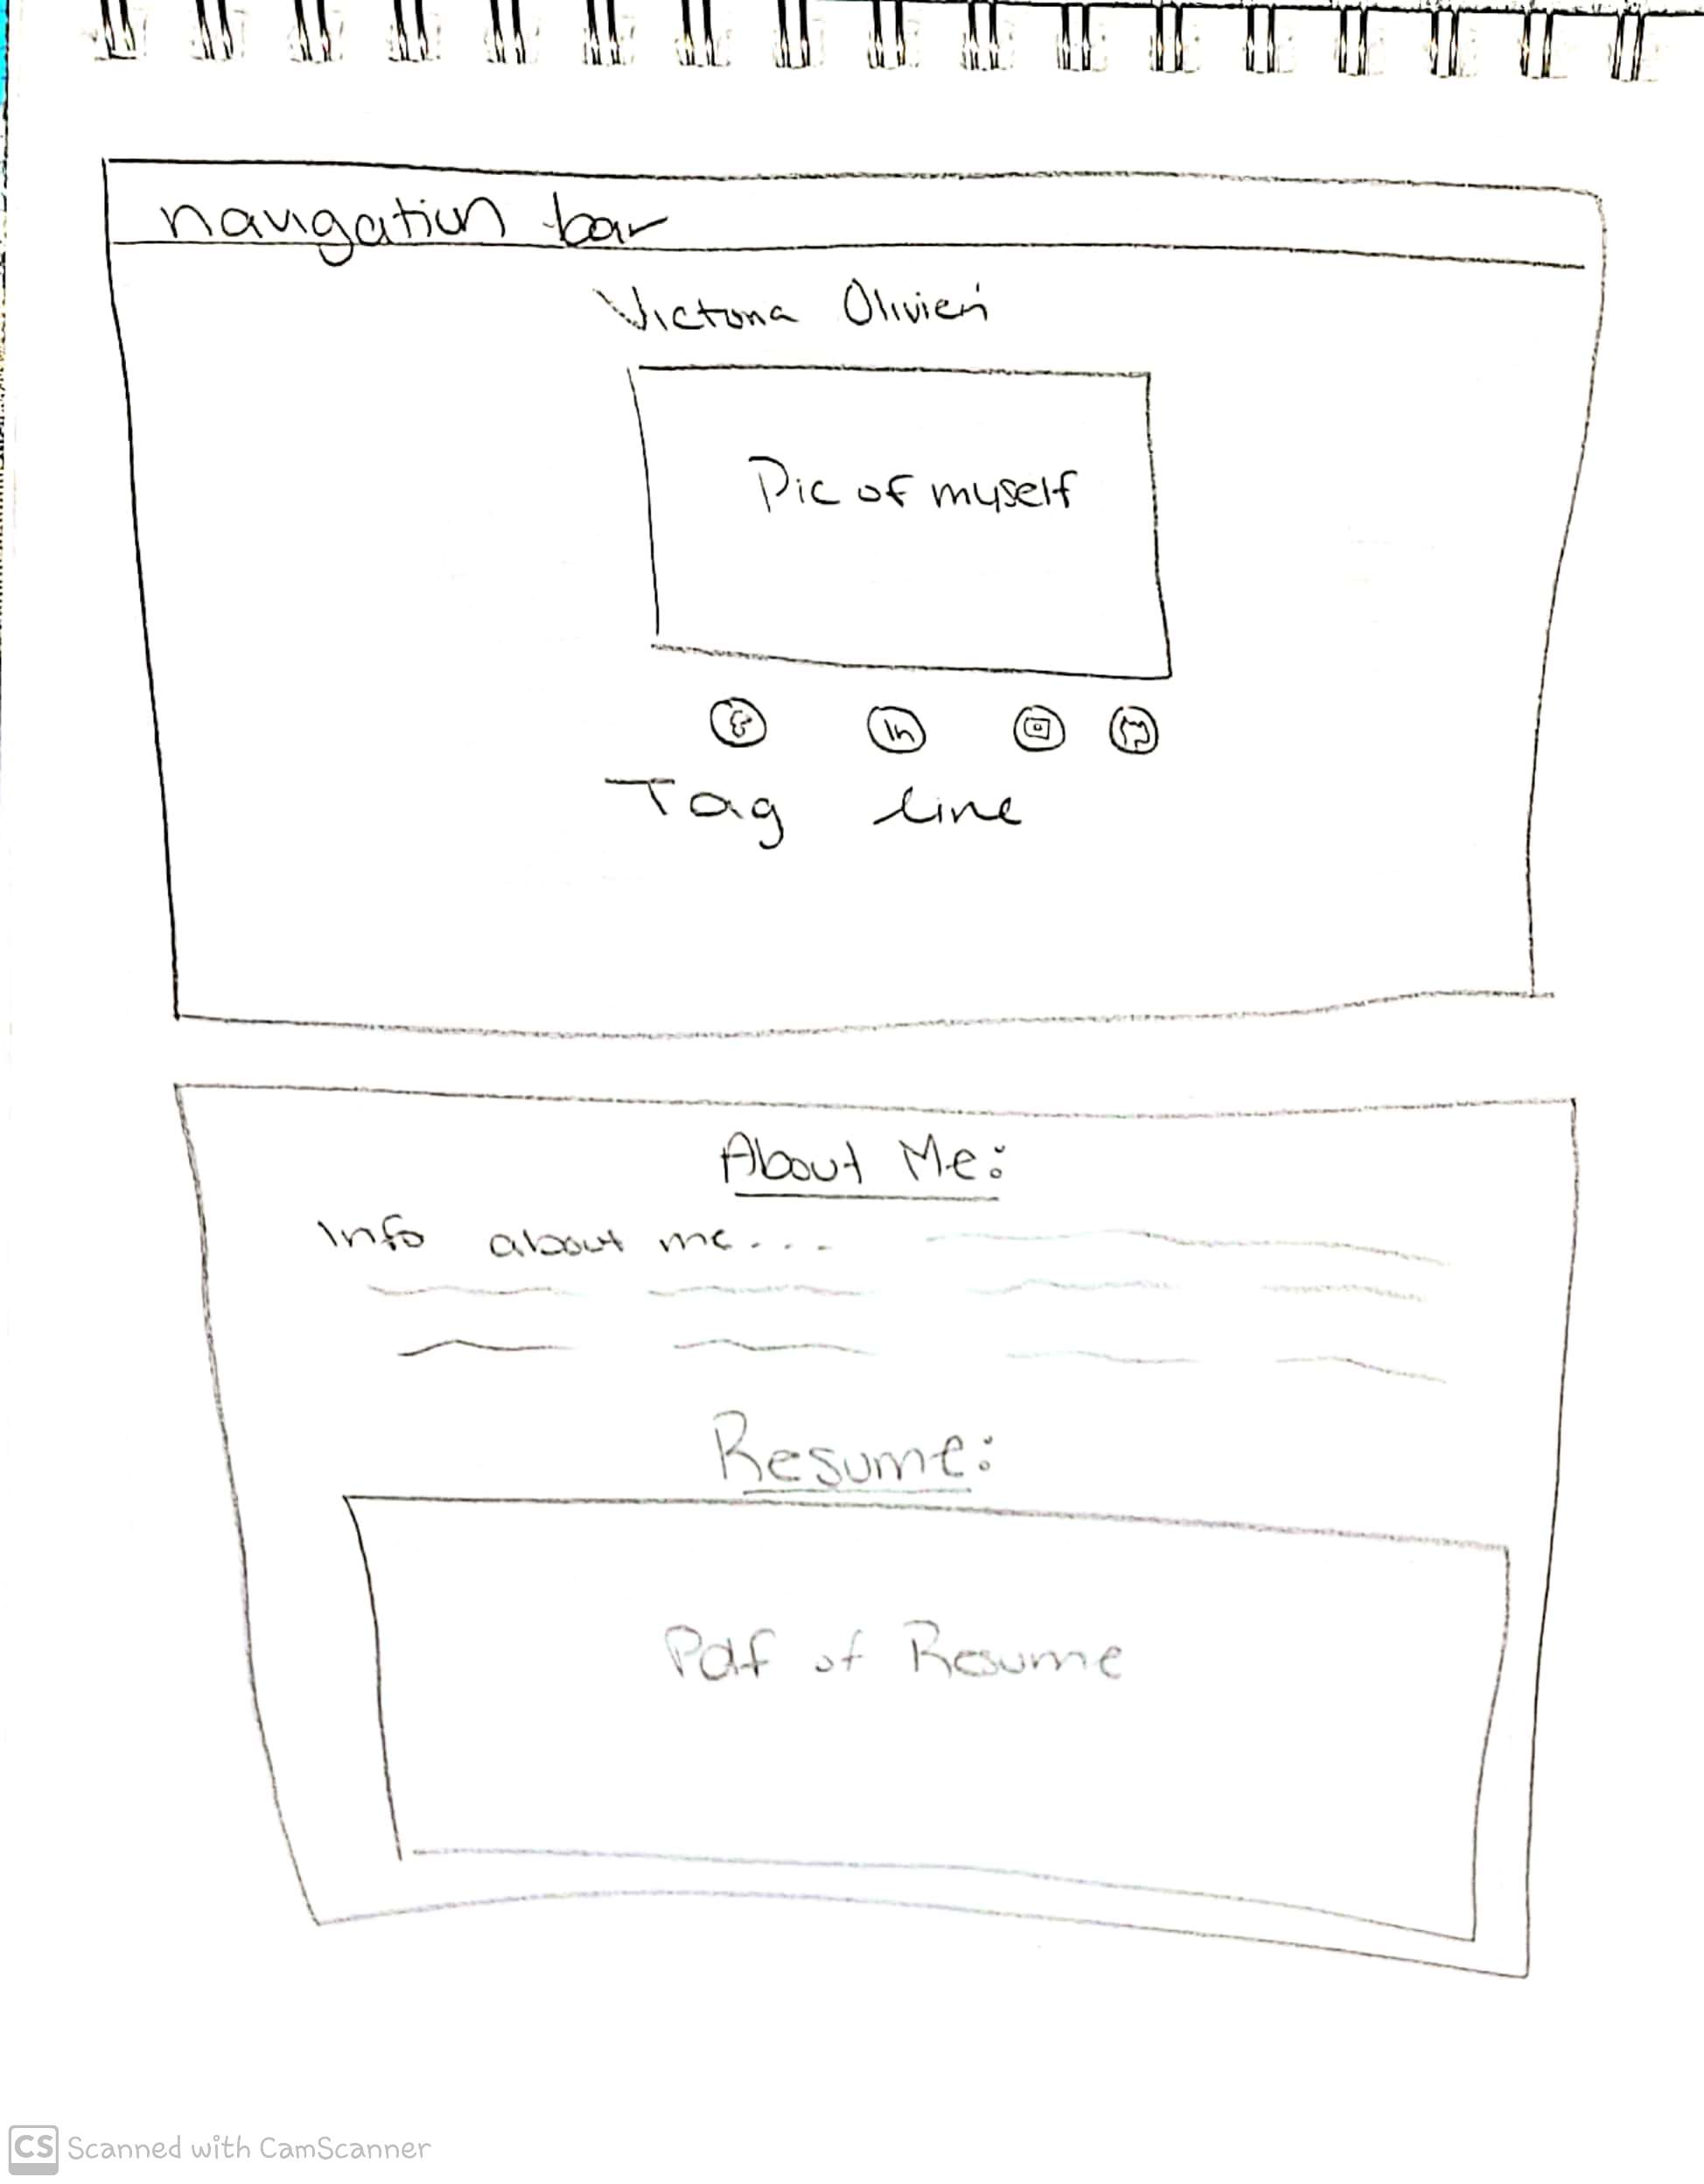 navigation bar
Victoria Olivieri
Pic of myself
in
Tag line
About Me:
Info about me...
Resume:
Pdf of Resume
CS Scanned with CamScanner